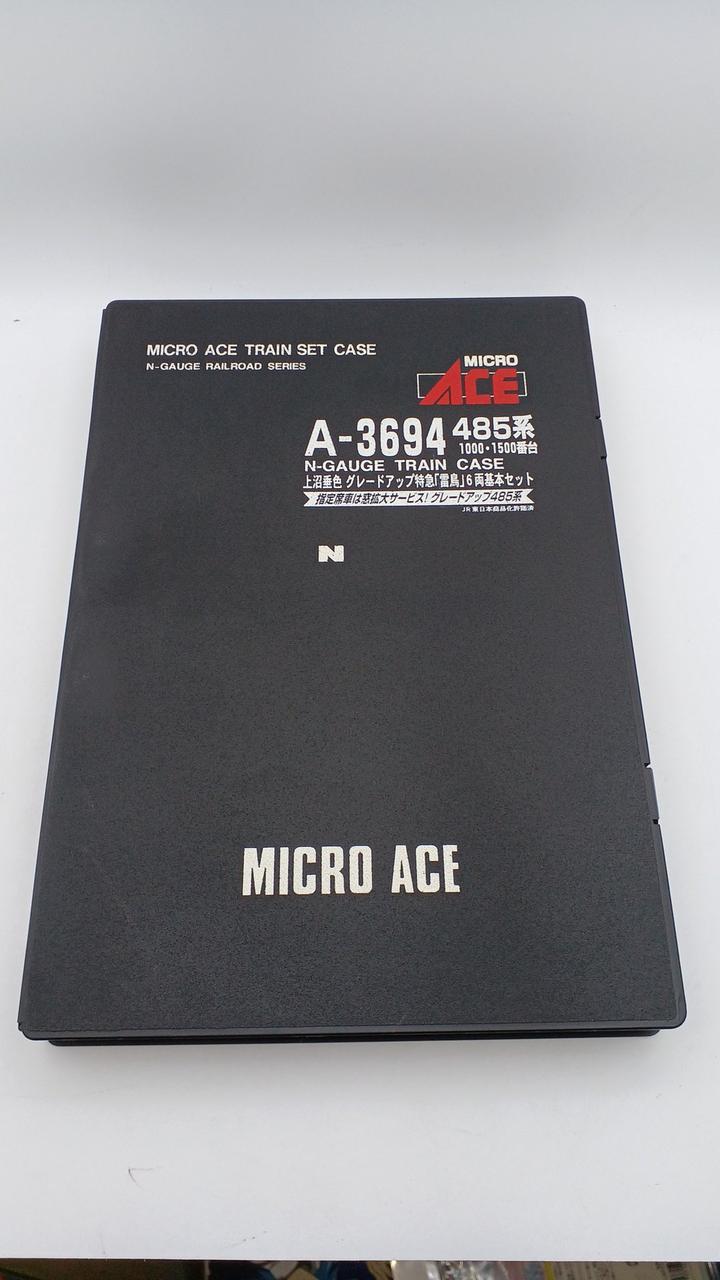 MICRO ACE TRAIN SET CASE
N-GAUGE RAILROAD SERIES
MICRO
ACE
A-3694 485系
1000・1500番台
N-GAUGE TRAIN CASE
上沼垂色 グレードアップ特急「雷鳥」6両基本セット
指定席車は窓拡大サービス!グレードアップ485系
JR東日本商品化許諾済
N
MICRO ACE